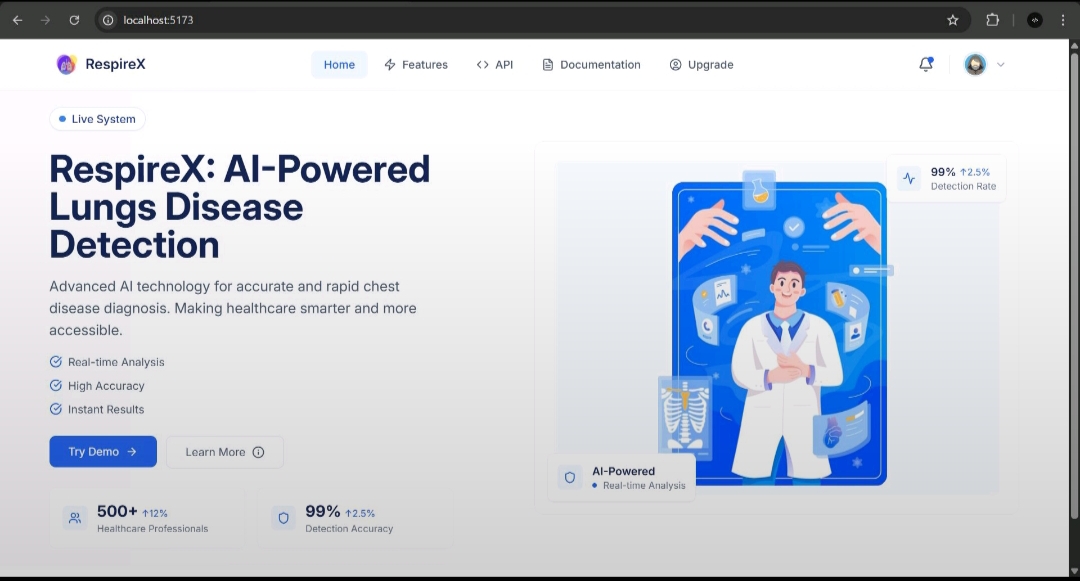 localhost:5173
RespireX
Home
Features
API
Documentation
Upgrade
Live System
RespireX: AI-Powered
Lungs Disease
Detection
Advanced AI technology for accurate and rapid chest
disease diagnosis. Making healthcare smarter and more
accessible.
Real-time Analysis
High Accuracy
Instant Results
Try Demo →
Learn More
500+ ↑12%
Healthcare Professionals
99% ↑2.5%
Detection Accuracy
99% ↑2.5%
Detection Rate
AI-Powered
Real-time Analysis